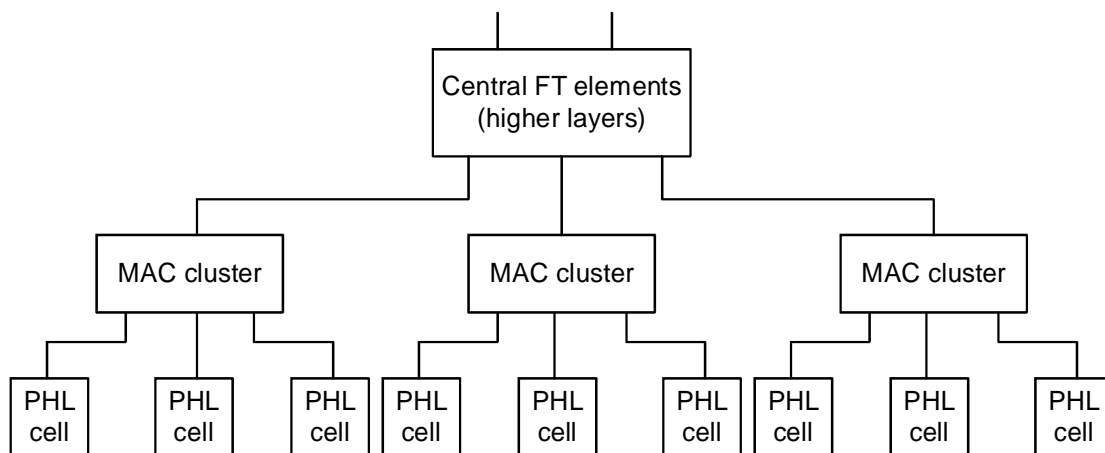 Central FT elements
(higher layers)
MAC cluster
MAC cluster
MAC cluster
PHL
cell
PHL
cell
PHL
cell
PHL
cell
PHL
cell
PHL
cell
PHL
cell
PHL
cell
PHL
cell